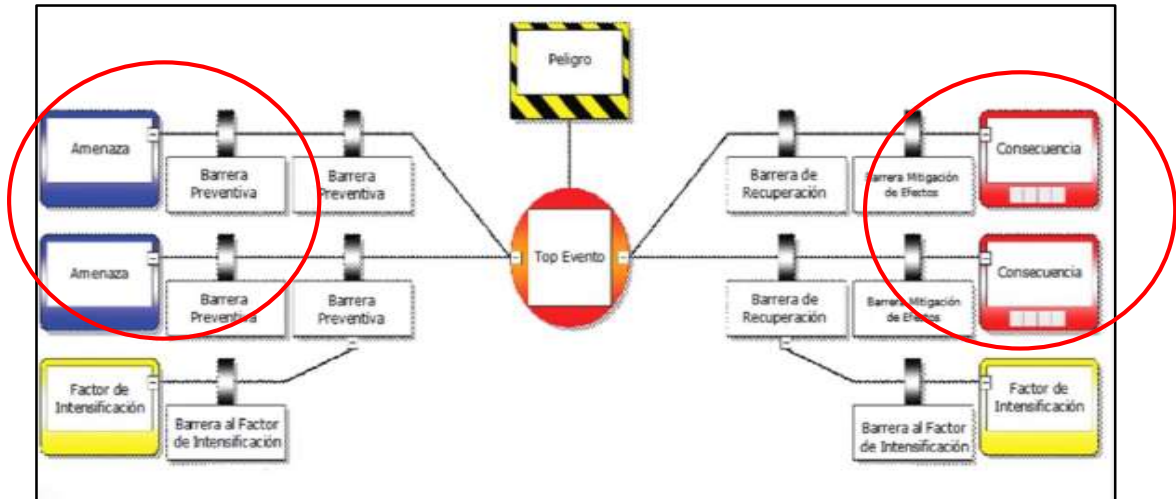 Peligro
Amenaza
Barrera
Preventiva
Barrera
Preventiva
Top Evento
Barrera de
Recuperación
Barrera Mitigación
de Efectos
Consecuencia
Amenaza
Barrera
Preventiva
Barrera
Preventiva
Barrera de
Recuperación
Barrera Mitigación
de Efectos
Consecuencia
Factor de
Intensificación
Barrera al Factor
de Intensificación
Barrera al Factor
de Intensificación
Factor de
Intensificación